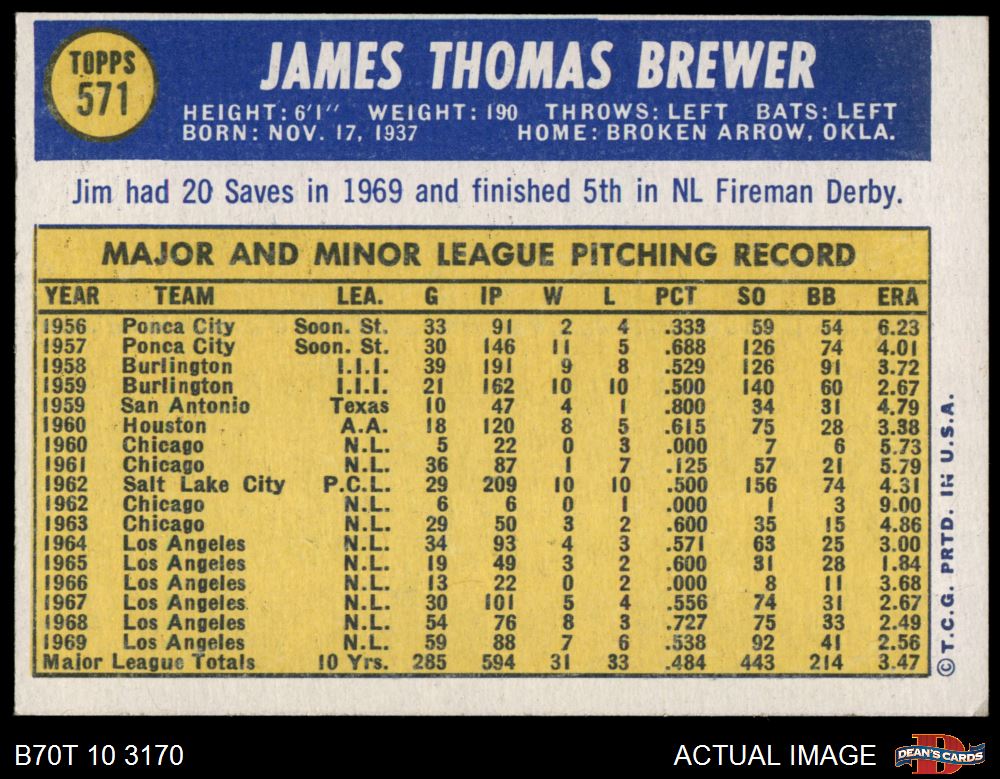 TOPPS
571
JAMES THOMAS BREWER
HEIGHT: 6'1" WEIGHT: 190 THROWS: LEFT BATS: LEFT
BORN: NOV. 17, 1937 HOME: BROKEN ARROW, OKLA.
Jim had 20 Saves in 1969 and finished 5th in NL Fireman Derby.
MAJOR AND MINOR LEAGUE PITCHING RECORD
YEAR TEAM LEA. G IP W L PCT SO BB ERA
1956 Ponca City Soon. St. 33 91 2 4 .333 59 54 6.23
1957 Ponca City Soon. St. 30 146 11 5 .688 126 74 4.01
1958 Burlington I.I.I. 39 191 9 8 .529 126 91 3.72
1959 Burlington I.I.I. 21 162 10 10 .500 140 60 2.67
1959 San Antonio Texas 10 47 4 1 .800 34 31 4.79
1960 Houston A.A. 18 120 8 5 .615 75 28 3.38
1960 Chicago N.L. 5 22 0 3 .000 7 6 5.73
1961 Chicago N.L. 36 87 1 7 .125 57 21 5.79
1962 Salt Lake City P.C.L. 29 209 10 10 .500 156 74 4.31
1962 Chicago N.L. 6 6 0 1 .000 1 3 9.00
1963 Chicago N.L. 29 50 3 2 .600 35 15 4.86
1964 Los Angeles N.L. 34 93 4 3 .571 63 25 3.00
1965 Los Angeles N.L. 19 49 3 2 .600 31 28 1.84
1966 Los Angeles N.L. 13 22 0 2 .000 8 11 3.68
1967 Los Angeles N.L. 30 101 5 4 .556 74 31 2.67
1968 Los Angeles N.L. 54 76 8 3 .727 75 33 2.49
1969 Los Angeles N.L. 59 88 7 6 .538 92 41 2.56
Major League Totals 10 Yrs. 285 594 31 33 .484 443 214 3.47
©T.C.G. PRTD. IN U.S.A.
B70T 10 3170 ACTUAL IMAGE
DEAN'S CARDS